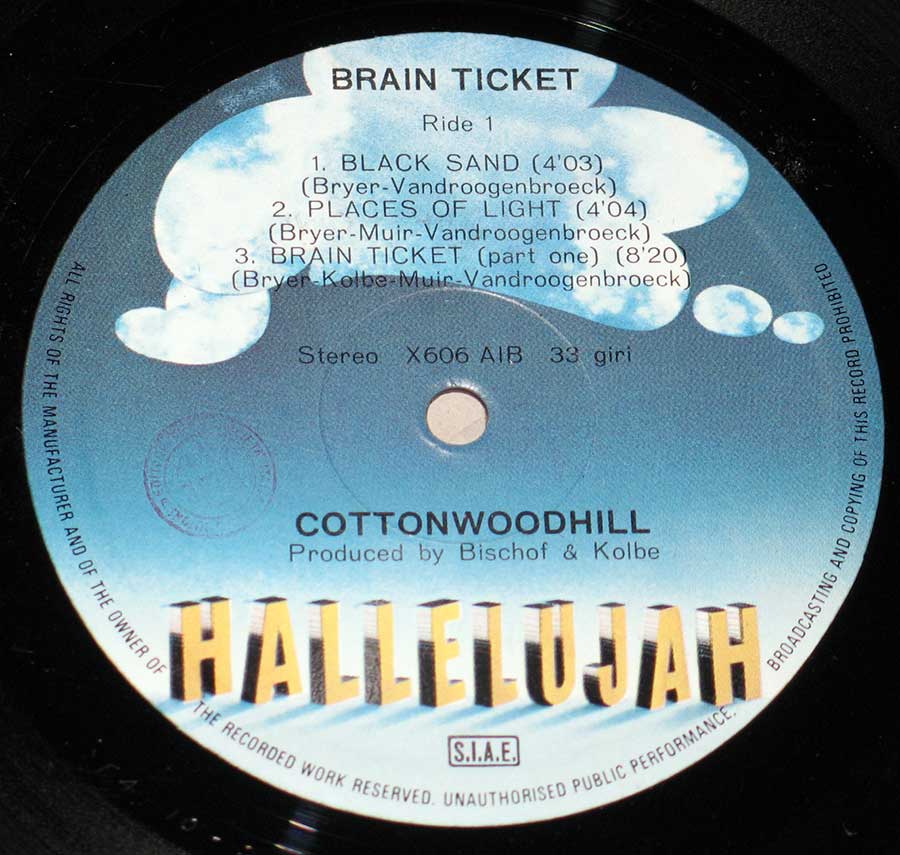 BRAIN TICKET
Ride 1
1. BLACK SAND (4'03)
(Bryer-Vandroogenbroeck)
2. PLACES OF LIGHT (4'04)
(Bryer-Muir-Vandroogenbroeck)
3. BRAIN TICKET (part one) (8'20)
(Bryer-Kolbe-Muir-Vandroogenbroeck)
Stereo X606 AIB 33 giri
COTTONWOODHILL
Produced by Bischof & Kolbe
HALLELUJAH
S.I.A.E.
ALL RIGHTS OF THE MANUFACTURER AND OF THE OWNER OF THE RECORDED WORK RESERVED. UNAUTHORISED PUBLIC PERFORMANCE. BROADCASTING AND COPYING OF THIS RECORD PROHIBITED